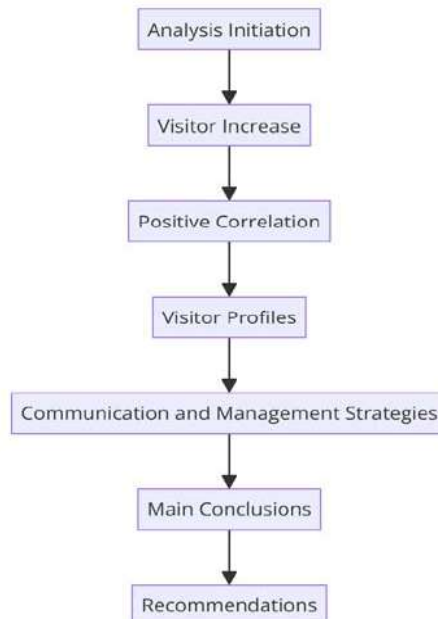 Analysis Initiation
Visitor Increase
Positive Correlation
Visitor Profiles
Communication and Management Strategies
Main Conclusions
Recommendations